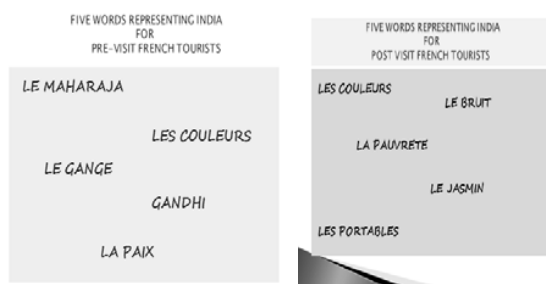 FIVE WORDS REPRESENTING INDIA
FOR
PRE-VISIT FRENCH TOURISTS
LE MAHARAJA
LES COULEURS
LE GANGE
GANDHI
LA PAIX
FIVE WORDS REPRESENTING INDIA
FOR
POST VISIT FRENCH TOURISTS
LES COULEURS
LE BRUIT
LA PAUVRETE
LE JASMIN
LES PORTABLES